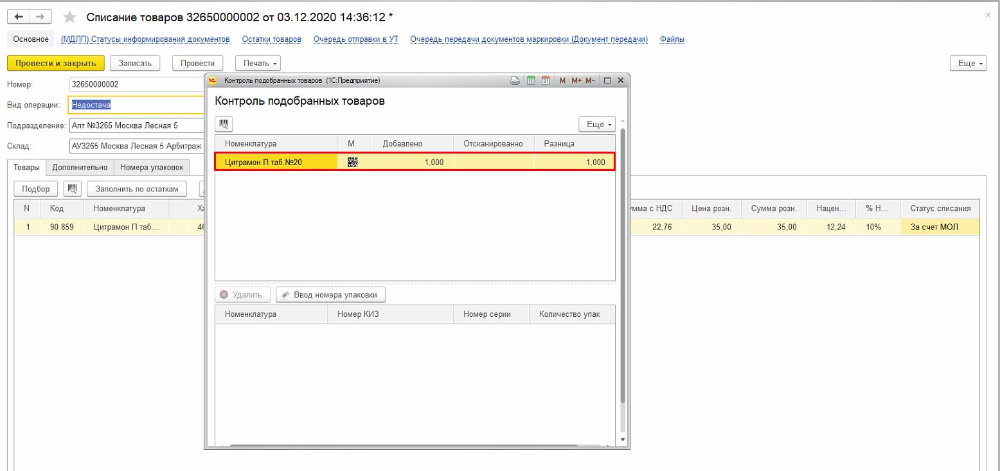 Списание товаров 32650000002 от 03.12.2020 14:36:12 *
Основное (МДЛП) Статусы информирования документов Остатки товаров Очередь отправки в УТ Очередь передачи документов маркировки (Документ передачи) Файлы
Провести и закрыть Записать Провести Печать Еще
Номер: 32650000002
Вид операции: Недостача
Подразделение: Апт №3265 Москва Лесная 5
Склад: АУ3265 Москва Лесная 5 Арбитраж
Товары Дополнительно Номера упаковок
Подбор Заполнить по остаткам
N Код Номенклатура Ха с НДС Цена розн. Сумма розн. Нацен... % Н... Статус списания
1 90 859 Цитрамон П таб... 46 22,76 35,00 35,00 12,24 10% За счет МОЛ
1С Контроль подобранных товаров (1С:Предприятие) 31 M M+ M-
Контроль подобранных товаров
Еще
Номенклатура М Добавлено Отсканированно Разница
Цитрамон П таб.№20 1,000 1,000
Удалить Ввод номера упаковки
Номенклатура Номер КИЗ Номер серии Количество упак